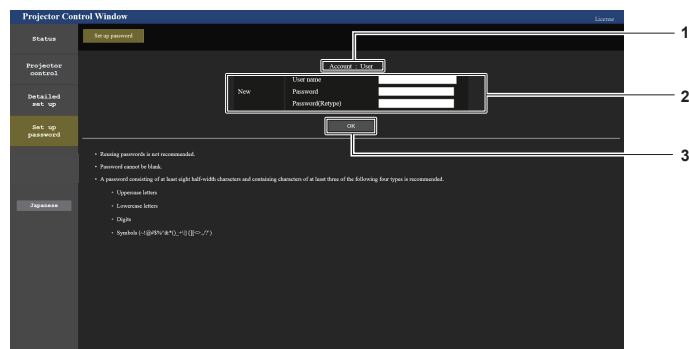 Projector Control Window
License
Status
Set up password
1
Projector
control
Account : User
New
User name
Password
Password(Retype)
2
Detailed
set up
Set up
password
OK
3
• Reusing passwords is not recommended.
• Password cannot be blank.
• A password consisting of at least eight half-width characters and containing characters of at least three of the following four types is recommended.
• Uppercase letters
• Lowercase letters
Japanese
• Digits
• Symbols